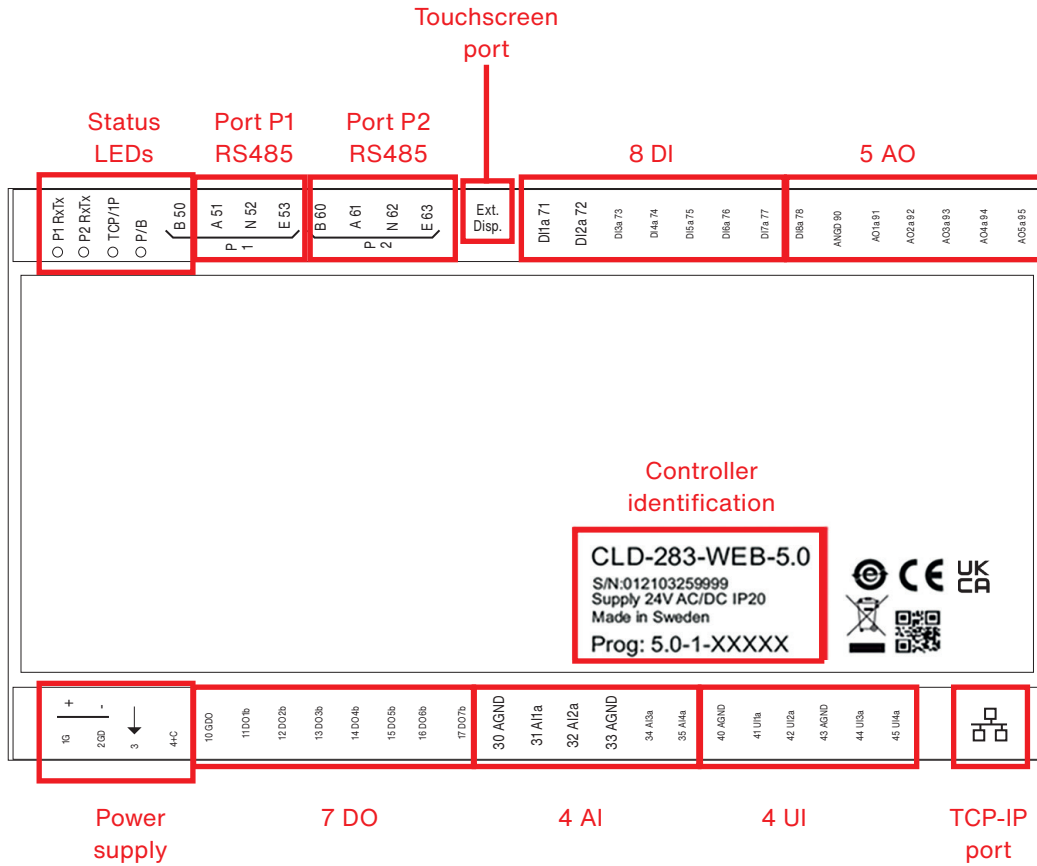 Touchscreen
port
Status
LEDs
Port P1
RS485
Port P2
RS485
8 DI
5 AO
P1 RxTx
P2 RxTx
TCP/1P
P/B
B 50
A 51
N 52
E 53
P 1
B 60
A 61
N 62
E 63
P 2
Ext.
Disp.
DI1a 71
DI2a 72
DI3a 73
DI4a 74
DI5a 75
DI6a 76
DI7a 77
DI8a 78
ANGD 90
AO1a 91
AO2a 92
AO3a 93
AO4a 94
AO5a 95
Controller
identification
CLD-283-WEB-5.0
S/N:012103259999
Supply 24V AC/DC IP20
Made in Sweden
Prog: 5.0-1-XXXXX
e CE UK
CA
+
-
1G
2GD
3
4+C
10 GDO
11 DO1b
12 DO2b
13 DO3b
14 DO4b
15 DO5b
16 DO6b
17 DO7b
30 AGND
31 AI1a
32 AI2a
33 AGND
34 AI3a
35 AI4a
40 AGND
41 UI1a
42 UI2a
43 AGND
44 UI3a
45 UI4a
Power
supply
7 DO
4 AI
4 UI
TCP-IP
port